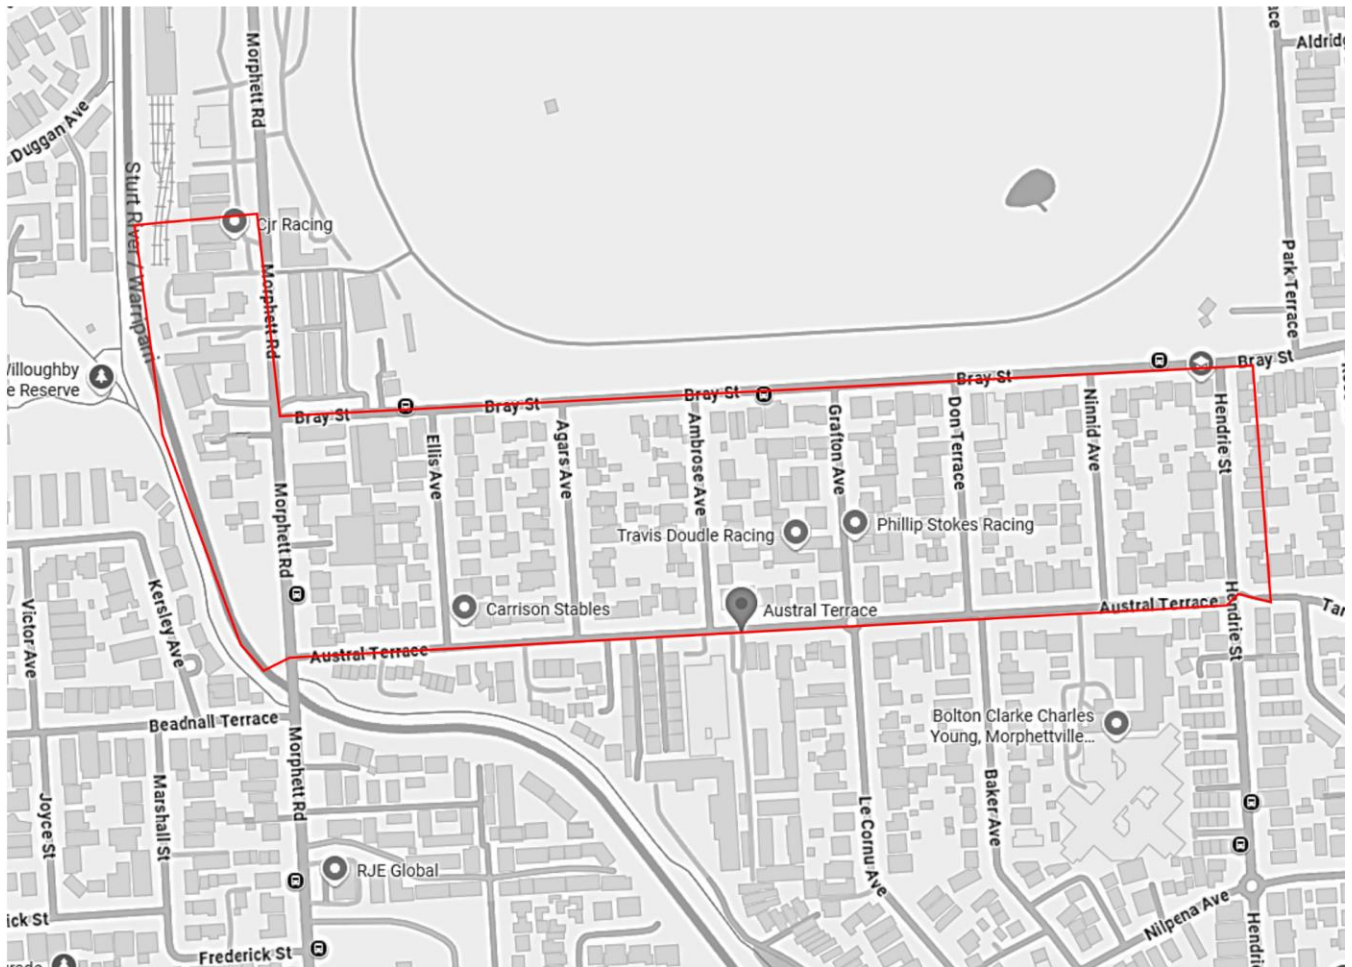 Morphett Rd
ace
Aldridg
Duggan Ave
Sturt River / Warriparri
Cjr Racing
Morphett Rd
Park Terrace
Willoughby
e Reserve
Bray St
Bray St
Bray St
Bray St
Bray St
Ellis Ave
Agars Ave
Ambrose Ave
Grafton Ave
Don Terrace
Ninnid Ave
Hendrie St
Morphett Rd
Travis Doudle Racing
Phillip Stokes Racing
Carrison Stables
Austral Terrace
Austral Terrace
Austral Terrace
Hendrie St
Tar
Victor Ave
Kersley Ave
Beadnall Terrace
Morphett Rd
Bolton Clarke Charles
Young, Morphettville...
Joyce St
Marshall St
Baker Ave
Le Cornu Ave
RJE Global
ick St
Frederick St
Nilpena Ave
Hendrie